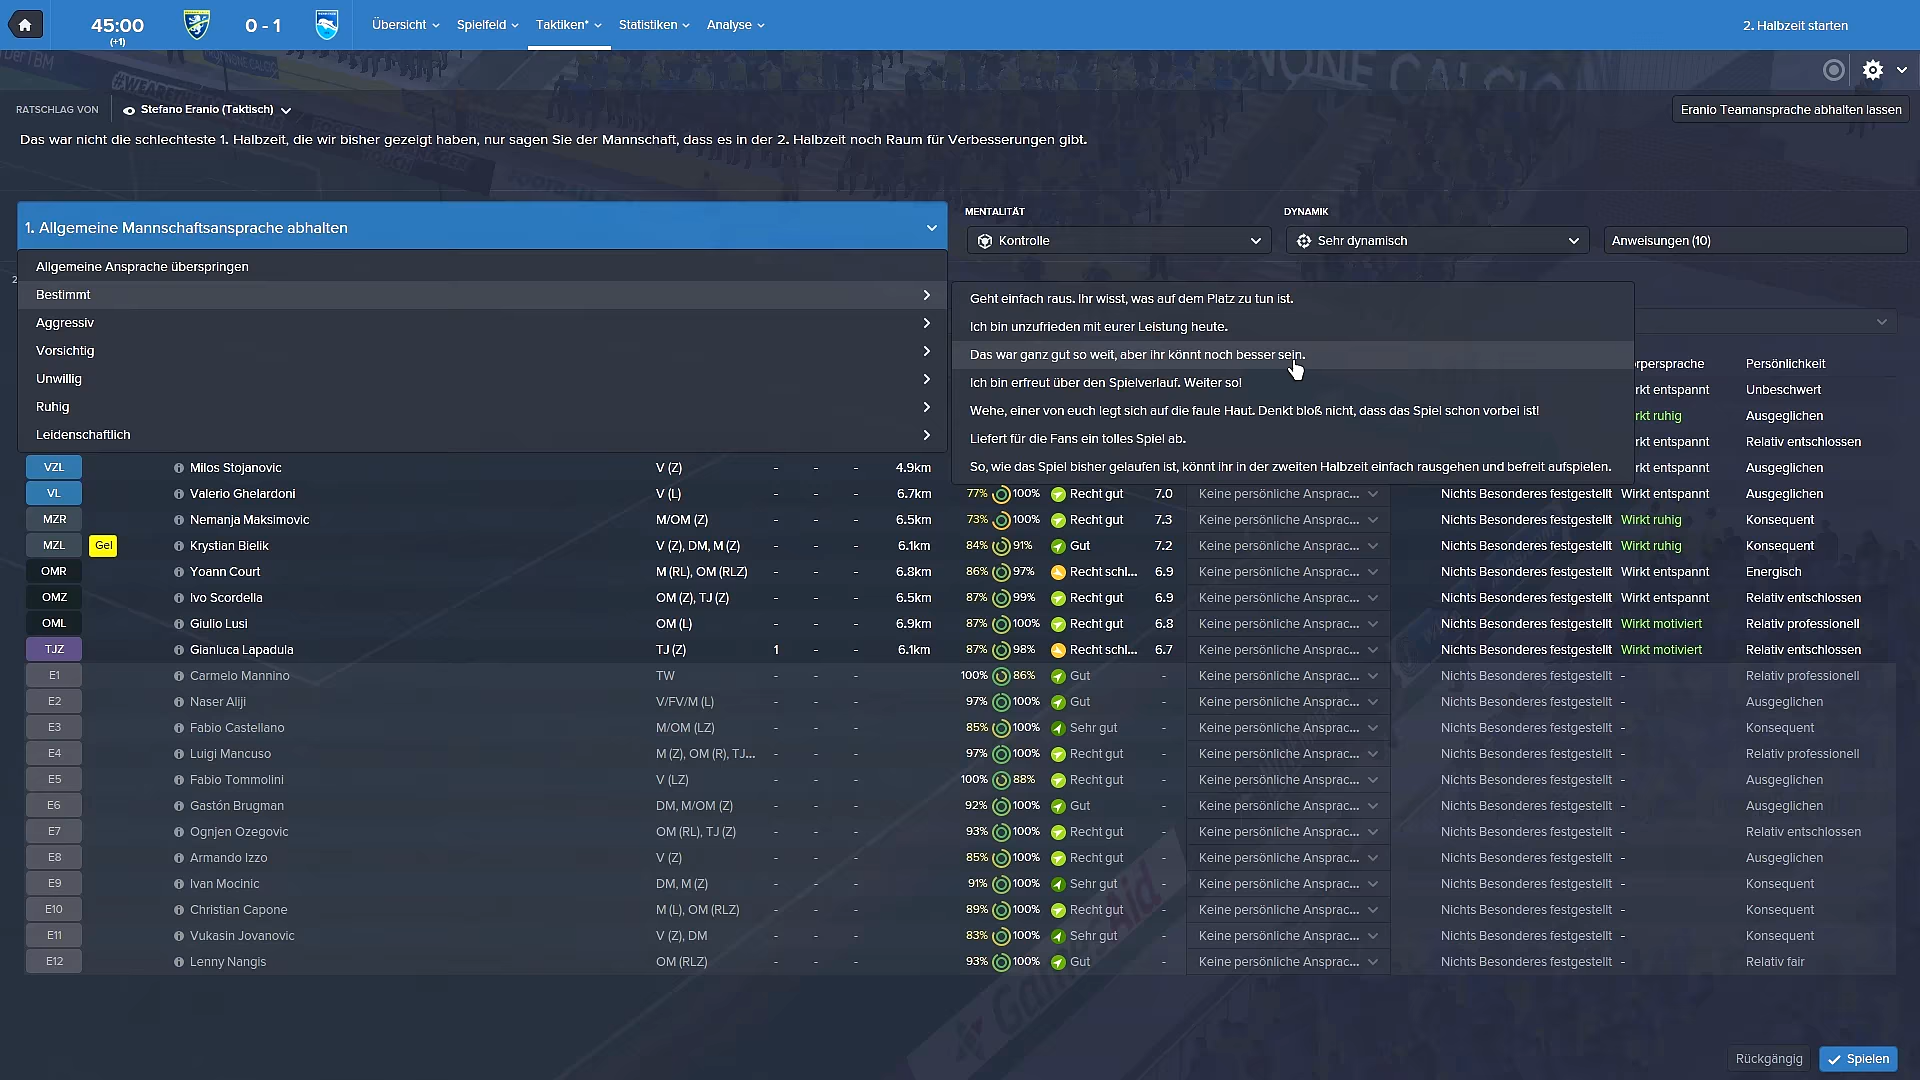 45:00
(+1)
0 - 1
Übersicht
Spielfeld
Taktiken*
Statistiken
Analyse
2. Halbzeit starten
RATSCHLAG VON
Stefano Eranio (Taktisch)
Eranio Teamansprache abhalten lassen
Das war nicht die schlechteste 1. Halbzeit, die wir bisher gezeigt haben, nur sagen Sie der Mannschaft, dass es in der 2. Halbzeit noch Raum für Verbesserungen gibt.
1. Allgemeine Mannschaftsansprache abhalten
MENTALITÄT
Kontrolle
DYNAMIK
Sehr dynamisch
Anweisungen (10)
Allgemeine Ansprache überspringen
Bestimmt
Aggressiv
Vorsichtig
Unwillig
Ruhig
Leidenschaftlich
Geht einfach raus. Ihr wisst, was auf dem Platz zu tun ist.
Ich bin unzufrieden mit eurer Leistung heute.
Das war ganz gut so weit, aber ihr könnt noch besser sein.
Ich bin erfreut über den Spielverlauf. Weiter so!
Wehe, einer von euch legt sich auf die faule Haut. Denkt bloß nicht, dass das Spiel schon vorbei ist!
Liefert für die Fans ein tolles Spiel ab.
So, wie das Spiel bisher gelaufen ist, könnt ihr in der zweiten Halbzeit einfach rausgehen und befreit aufspielen.
rpersprache Persönlichkeit
rkt entspannt Unbeschwert
rkt ruhig Ausgeglichen
rkt entspannt Relativ entschlossen
VZL Milos Stojanovic V (Z) - - - 4.9km rkt entspannt Ausgeglichen
VL Valerio Ghelardoni V (L) - - - 6.7km 77% 100% Recht gut 7.0 Keine persönliche Ansprac... Nichts Besonderes festgestellt Wirkt entspannt Ausgeglichen
MZR Nemanja Maksimovic M/OM (Z) - - - 6.5km 73% 100% Recht gut 7.3 Keine persönliche Ansprac... Nichts Besonderes festgestellt Wirkt ruhig Konsequent
MZL Gel Krystian Bielik V (Z), DM, M (Z) - - - 6.1km 84% 91% Gut 7.2 Keine persönliche Ansprac... Nichts Besonderes festgestellt Wirkt ruhig Konsequent
OMR Yoann Court M (RL), OM (RLZ) - - - 6.8km 86% 97% Recht schl... 6.9 Keine persönliche Ansprac... Nichts Besonderes festgestellt Wirkt entspannt Energisch
OMZ Ivo Scordella OM (Z), TJ (Z) - - - 6.5km 87% 99% Recht gut 6.9 Keine persönliche Ansprac... Nichts Besonderes festgestellt Wirkt entspannt Relativ entschlossen
OML Giulio Lusi OM (L) - - - 6.9km 87% 100% Recht gut 6.8 Keine persönliche Ansprac... Nichts Besonderes festgestellt Wirkt motiviert Relativ professionell
TJZ Gianluca Lapadula TJ (Z) 1 - - 6.1km 87% 98% Recht schl... 6.7 Keine persönliche Ansprac... Nichts Besonderes festgestellt Wirkt motiviert Relativ entschlossen
E1 Carmelo Mannino TW - - - - 100% 86% Gut - Keine persönliche Ansprac... Nichts Besonderes festgestellt - Relativ professionell
E2 Naser Aliji V/FV/M (L) - - - - 97% 100% Gut - Keine persönliche Ansprac... Nichts Besonderes festgestellt - Ausgeglichen
E3 Fabio Castellano M/OM (LZ) - - - - 85% 100% Sehr gut - Keine persönliche Ansprac... Nichts Besonderes festgestellt - Konsequent
E4 Luigi Mancuso M (Z), OM (R), TJ... - - - - 97% 100% Recht gut - Keine persönliche Ansprac... Nichts Besonderes festgestellt - Relativ professionell
E5 Fabio Tommolini V (LZ) - - - - 100% 88% Recht gut - Keine persönliche Ansprac... Nichts Besonderes festgestellt - Ausgeglichen
E6 Gastón Brugman DM, M/OM (Z) - - - - 92% 100% Gut - Keine persönliche Ansprac... Nichts Besonderes festgestellt - Ausgeglichen
E7 Ognjen Ozegovic OM (RL), TJ (Z) - - - - 93% 100% Recht gut - Keine persönliche Ansprac... Nichts Besonderes festgestellt - Relativ entschlossen
E8 Armando Izzo V (Z) - - - - 85% 100% Recht gut - Keine persönliche Ansprac... Nichts Besonderes festgestellt - Ausgeglichen
E9 Ivan Mocinic DM, M (Z) - - - - 91% 100% Sehr gut - Keine persönliche Ansprac... Nichts Besonderes festgestellt - Konsequent
E10 Christian Capone M (L), OM (RLZ) - - - - 89% 100% Recht gut - Keine persönliche Ansprac... Nichts Besonderes festgestellt - Konsequent
E11 Vukasin Jovanovic V (Z), DM - - - - 83% 100% Sehr gut - Keine persönliche Ansprac... Nichts Besonderes festgestellt - Konsequent
E12 Lenny Nangis OM (RLZ) - - - - 93% 100% Gut - Keine persönliche Ansprac... Nichts Besonderes festgestellt - Relativ fair
Rückgängig
Spielen